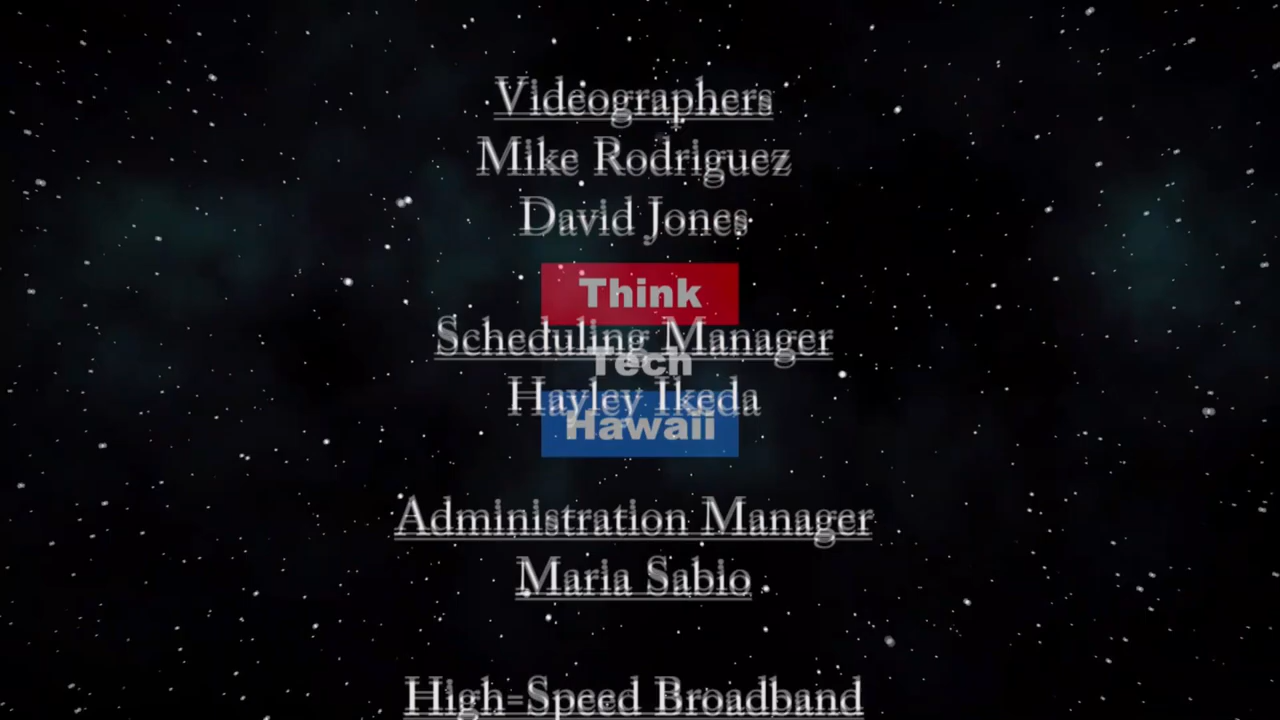 Videographers
Mike Rodriguez
David Jones
Think
Scheduling Manager
Tech
Hayley Ikeda
Hawaii
Administration Manager
Maria Sabio
High-Speed Broadband